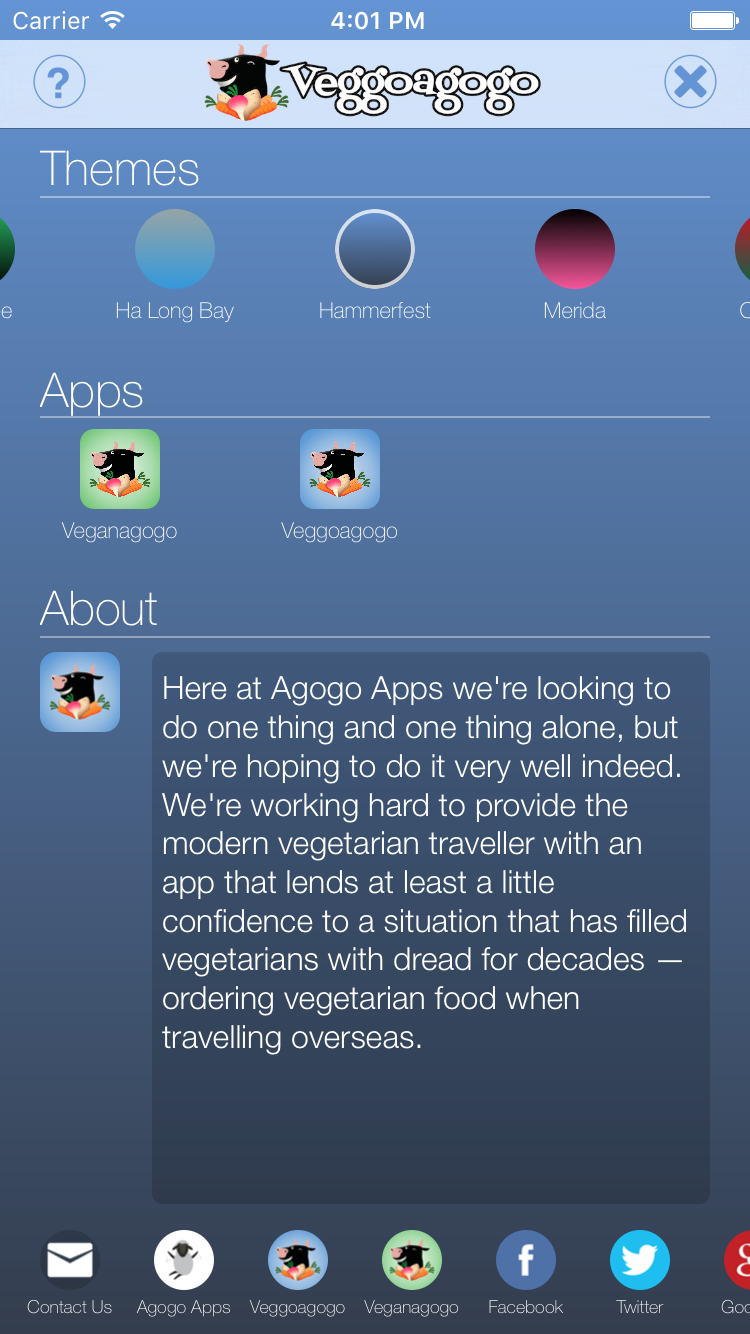 Carrier 4:01 PM
? Veggoagogo
Themes
e Ha Long Bay Hammerfest Merida
Apps
Veganagogo Veggoagogo
About
Here at Agogo Apps we're looking to
do one thing and one thing alone, but
we're hoping to do it very well indeed.
We're working hard to provide the
modern vegetarian traveller with an
app that lends at least a little
confidence to a situation that has filled
vegetarians with dread for decades —
ordering vegetarian food when
travelling overseas.
Contact Us Agogo Apps Veggoagogo Veganagogo Facebook Twitter Goo